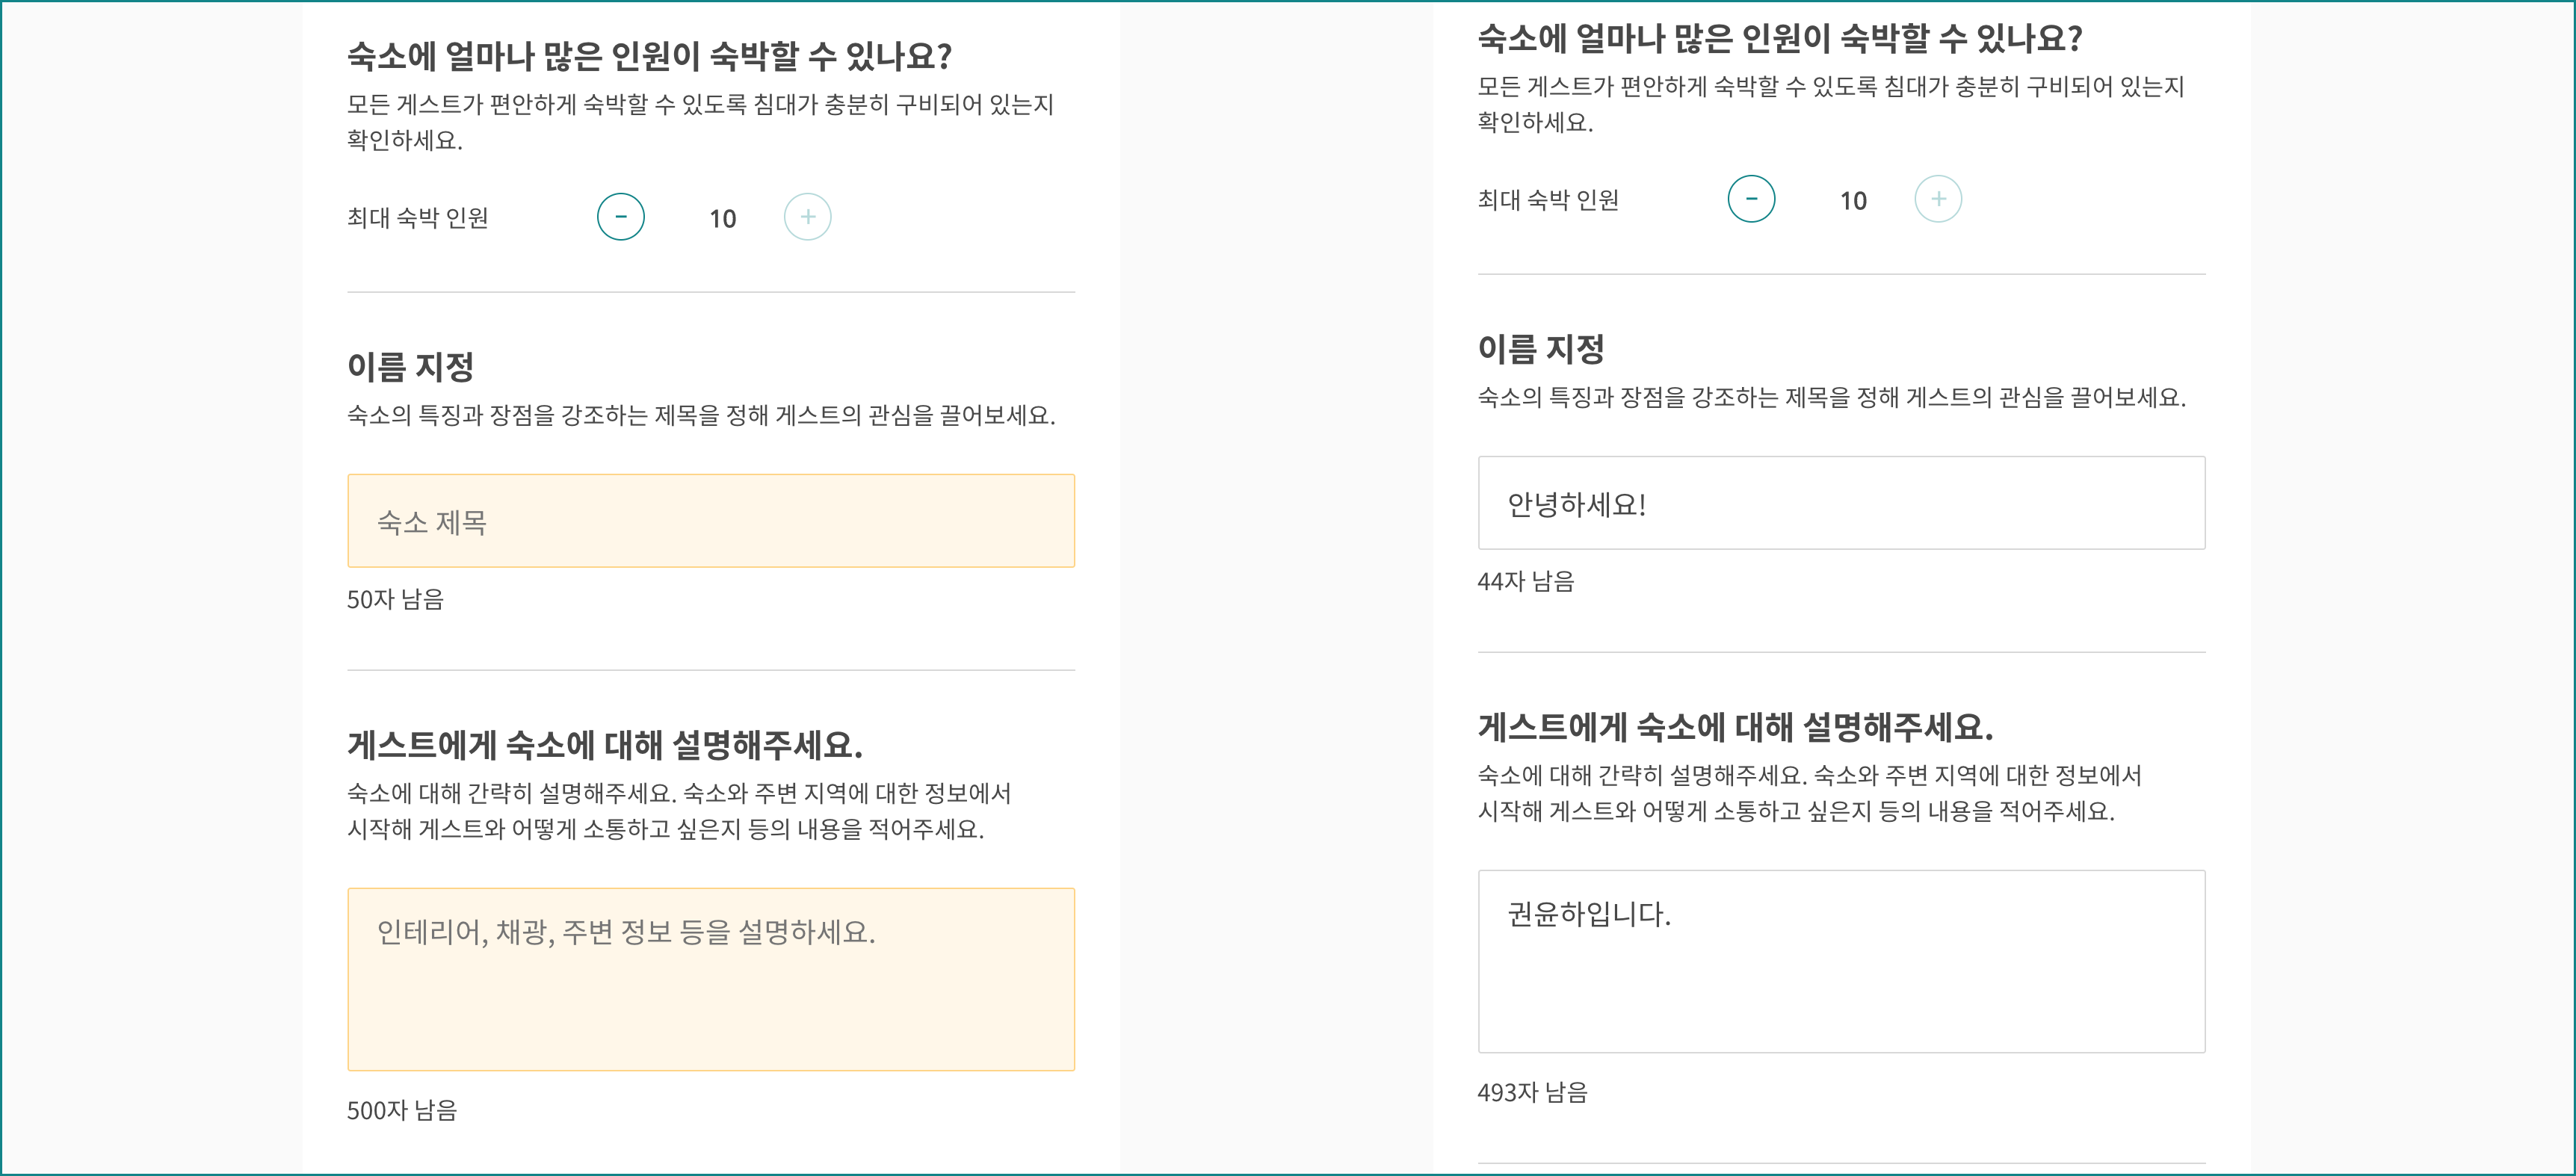 숙소에 얼마나 많은 인원이 숙박할 수 있나요?
모든 게스트가 편안하게 숙박할 수 있도록 침대가 충분히 구비되어 있는지
확인하세요.
최대 숙박 인원 - 10 +
이름 지정
숙소의 특징과 장점을 강조하는 제목을 정해 게스트의 관심을 끌어보세요.
숙소 제목
50자 남음
게스트에게 숙소에 대해 설명해주세요.
숙소에 대해 간략히 설명해주세요. 숙소와 주변 지역에 대한 정보에서
시작해 게스트와 어떻게 소통하고 싶은지 등의 내용을 적어주세요.
인테리어, 채광, 주변 정보 등을 설명하세요.
500자 남음
숙소에 얼마나 많은 인원이 숙박할 수 있나요?
모든 게스트가 편안하게 숙박할 수 있도록 침대가 충분히 구비되어 있는지
확인하세요.
최대 숙박 인원 - 10 +
이름 지정
숙소의 특징과 장점을 강조하는 제목을 정해 게스트의 관심을 끌어보세요.
안녕하세요!
44자 남음
게스트에게 숙소에 대해 설명해주세요.
숙소에 대해 간략히 설명해주세요. 숙소와 주변 지역에 대한 정보에서
시작해 게스트와 어떻게 소통하고 싶은지 등의 내용을 적어주세요.
권윤하입니다.
493자 남음